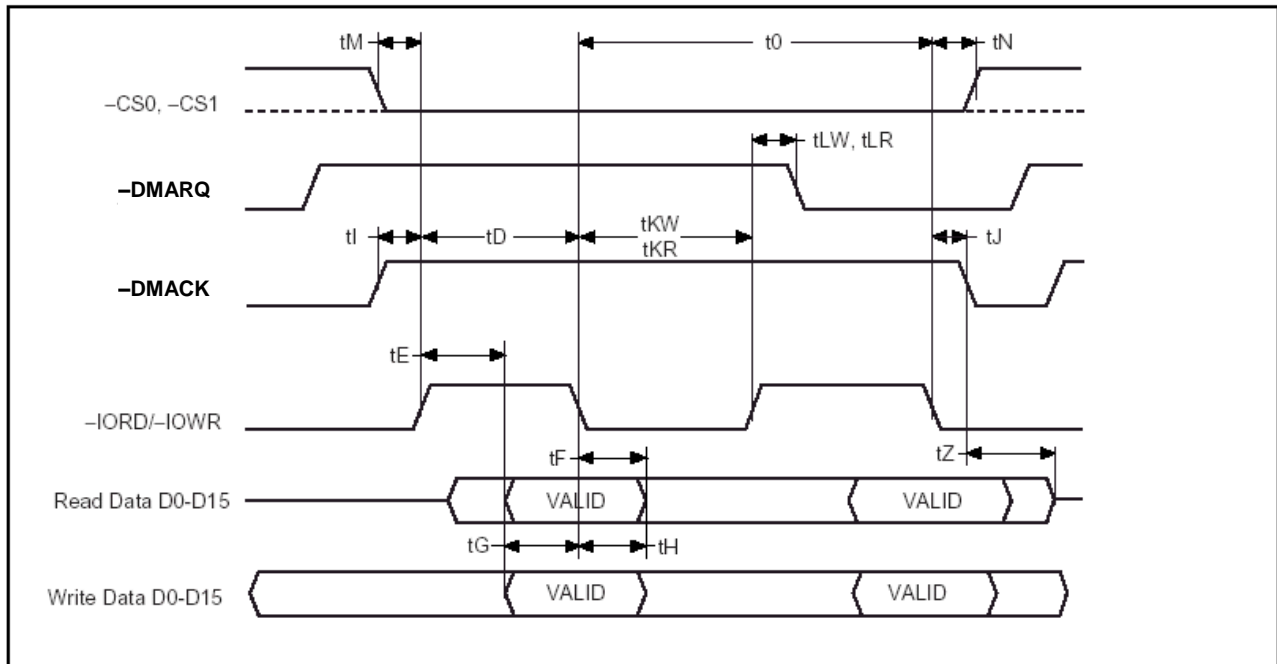 tM
t0
tN
–CS0, –CS1
tLW, tLR
–DMARQ
tI
tD
tKW
tKR
tJ
–DMACK
tE
–IORD/–IOWR
tF
tZ
Read Data D0-D15
VALID
VALID
tG
tH
Write Data D0-D15
VALID
VALID